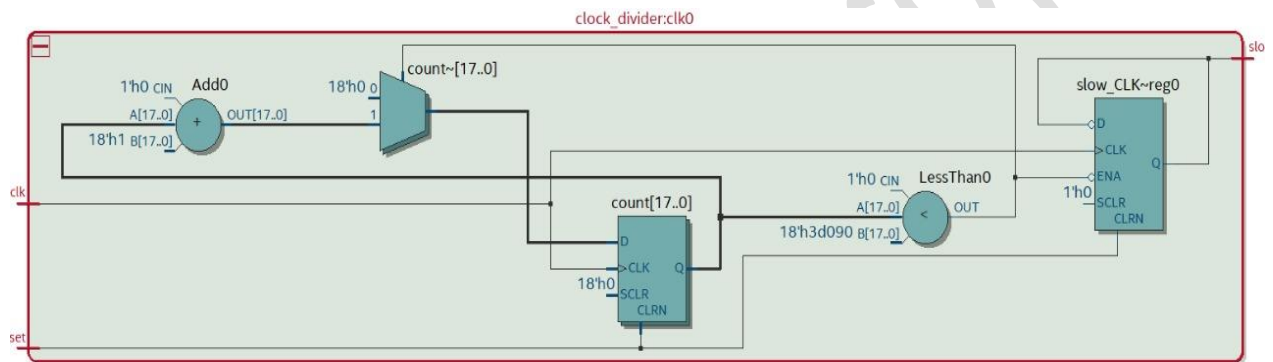 clock_divider:clk0
slo
count~[17..0]
slow_CLK~reg0
1'h0 CIN
Add0
18'h0 0
A[17..0]
OUT[17..0]
1
18'h1 B[17..0]
+
D
CLK
Q
ENA
1'h0
SCLR
CLRN
1'h0 CIN
LessThan0
A[17..0]
OUT
<
18'h3d090 B[17..0]
clk
count[17..0]
D
CLK
Q
18'h0
SCLR
CLRN
set